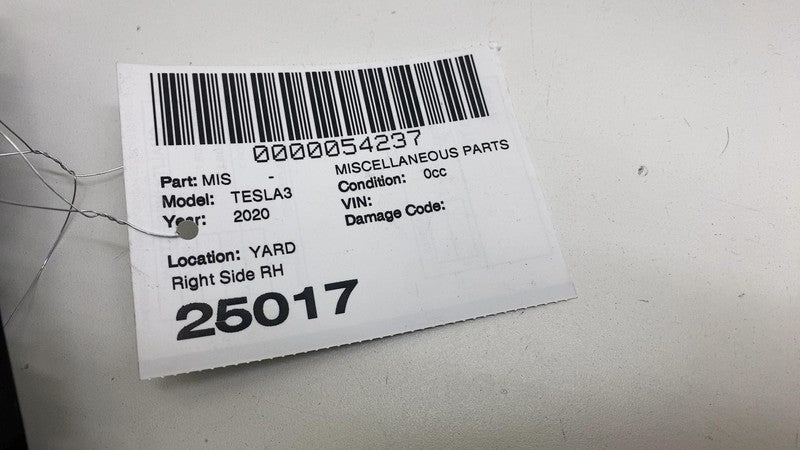 0000054237
Part: MIS - MISCELLANEOUS PARTS
Model: TESLA3 Condition: 0cc
Year: 2020 VIN:
Damage Code:
Location: YARD
Right Side RH
25017